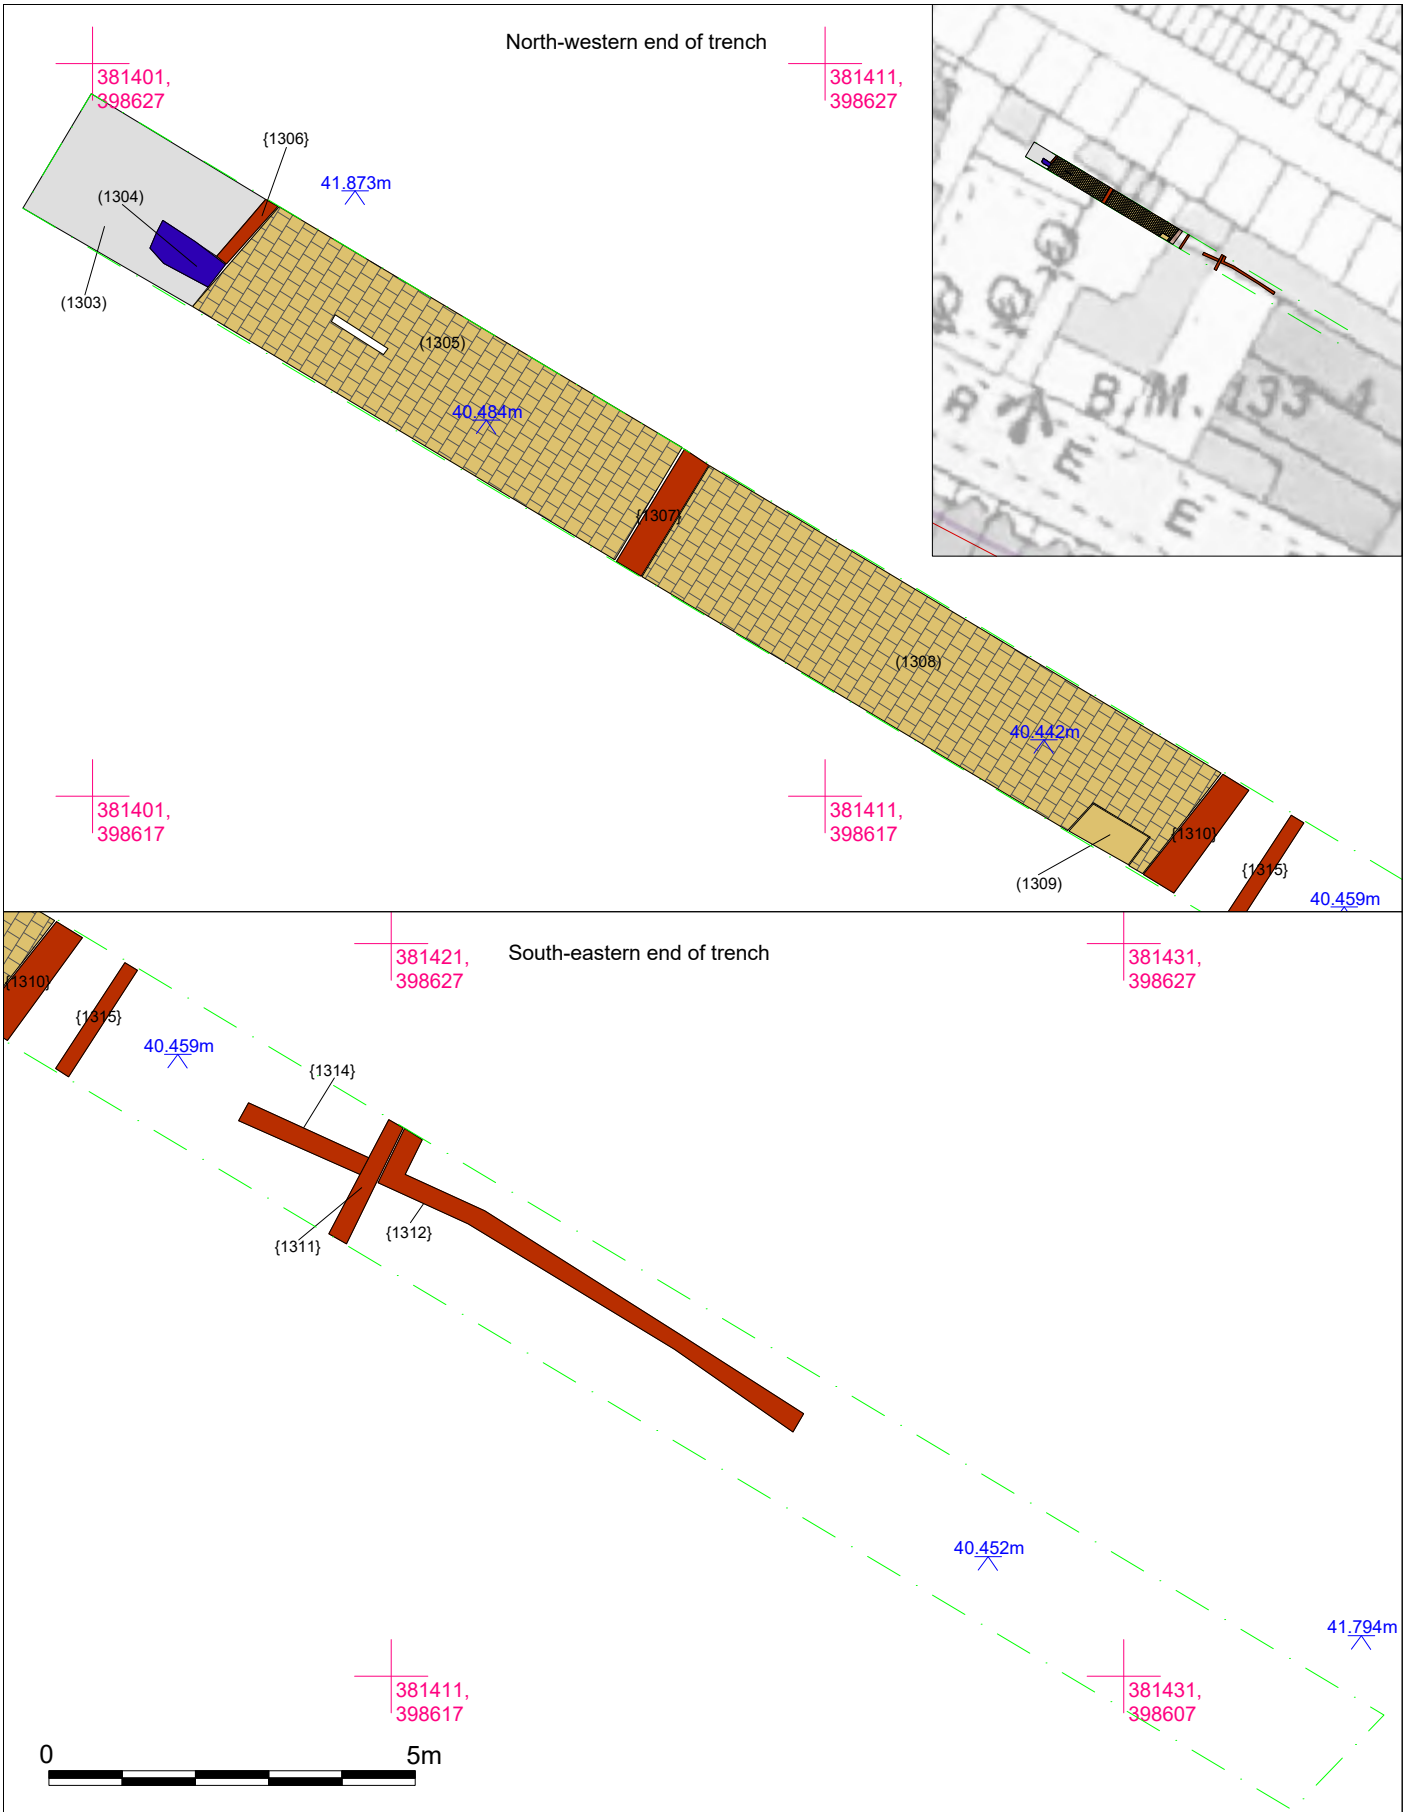 North-western end of trench
381401,
398627
381411,
398627
{1306}
41.873m
(1304)
(1303)
(1305)
40.484m
{1307}
(1308)
40.442m
381401,
398617
381411,
398617
{1310}
{1315}
(1309)
40.459m
B.M. 133.4
R
E
E
South-eastern end of trench
381421,
398627
381431,
398627
{1310}
{1315}
40.459m
{1314}
{1312}
{1311}
40.452m
41.794m
381411,
398617
381431,
398607
0
5m